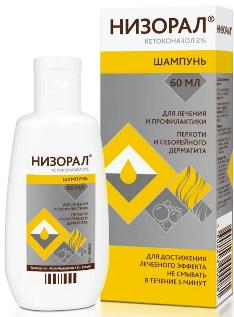 НИЗОРАЛ®
КЕТОКОНАЗОЛ 2%
ШАМПУНЬ
60 МЛ
ДЛЯ ЛЕЧЕНИЯ
И ПРОФИЛАКТИКИ
ПЕРХОТИ
И СЕБОРЕЙНОГО
ДЕРМАТИТА
НИЗОРАЛ®
КЕТОКОНАЗОЛ 2%
ШАМПУНЬ
60 МЛ
ДЛЯ ЛЕЧЕНИЯ
И ПРОФИЛАКТИКИ
ПЕРХОТИ
И СЕБОРЕЙНОГО
ДЕРМАТИТА
ДЛЯ ДОСТИЖЕНИЯ
ЛЕЧЕБНОГО ЭФФЕКТА
НЕ СМЫВАТЬ
В ТЕЧЕНИЕ 5 МИНУТ
НИЗОРАЛ®